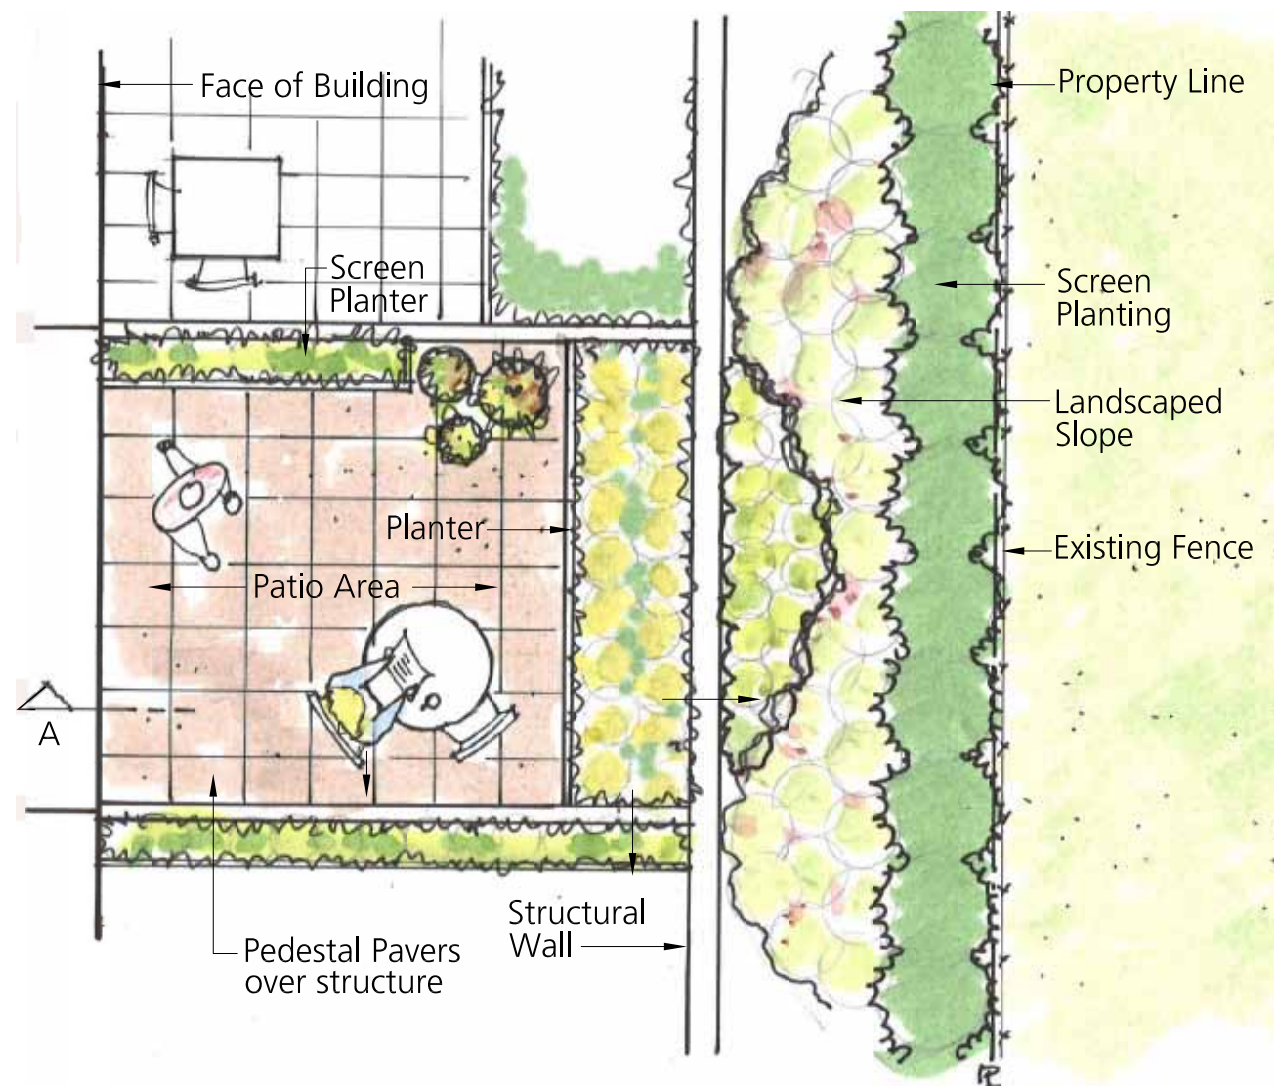 Face of Building
Property Line
Screen
Planter
Screen
Planting
Landscaped
Slope
Planter
Existing Fence
Patio Area
A
Structural
Wall
Pedestal Pavers
over structure
PL